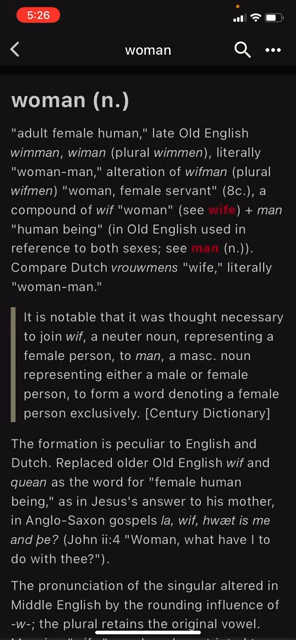 5:26
woman
woman (n.)
"adult female human," late Old English
wimman, wiman (plural wimmen), literally
"woman-man," alteration of wifman (plural
wifmen) "woman, female servant" (8c.), a
compound of wif "woman" (see wife) + man
"human being" (in Old English used in
reference to both sexes; see man (n.)).
Compare Dutch vrouwmens "wife," literally
"woman-man."
It is notable that it was thought necessary
to join wif, a neuter noun, representing a
female person, to man, a masc. noun
representing either a male or female
person, to form a word denoting a female
person exclusively. [Century Dictionary]
The formation is peculiar to English and
Dutch. Replaced older Old English wif and
quean as the word for "female human
being," as in Jesus's answer to his mother,
in Anglo-Saxon gospels la, wif, hwæt is me
and þe? (John ii:4 "Woman, what have I to
do with thee?").
The pronunciation of the singular altered in
Middle English by the rounding influence of
-w-; the plural retains the original vowel.